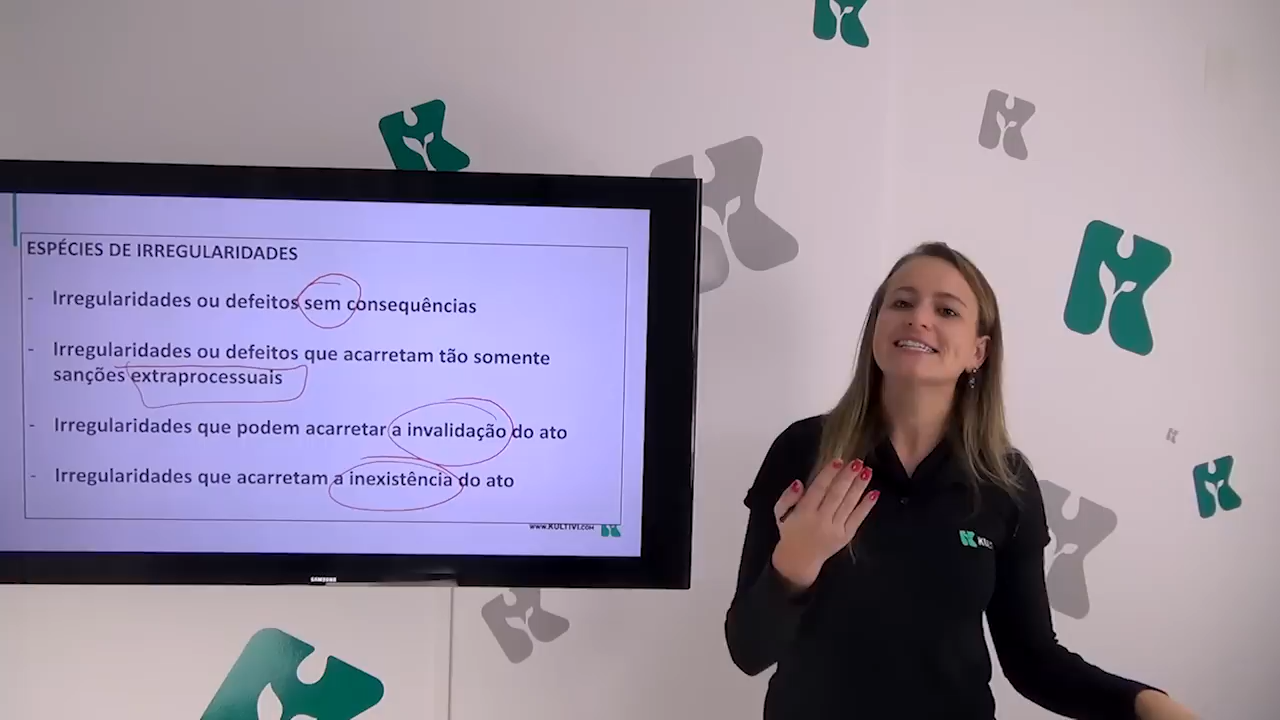 ESPÉCIES DE IRREGULARIDADES
- Irregularidades ou defeitos sem consequências
- Irregularidades ou defeitos que acarretam tão somente
sanções extraprocessuais
- Irregularidades que podem acarretar a invalidação do ato
- Irregularidades que acarretam a inexistência do ato
www.KULTIVI.COM
SAMSUNG